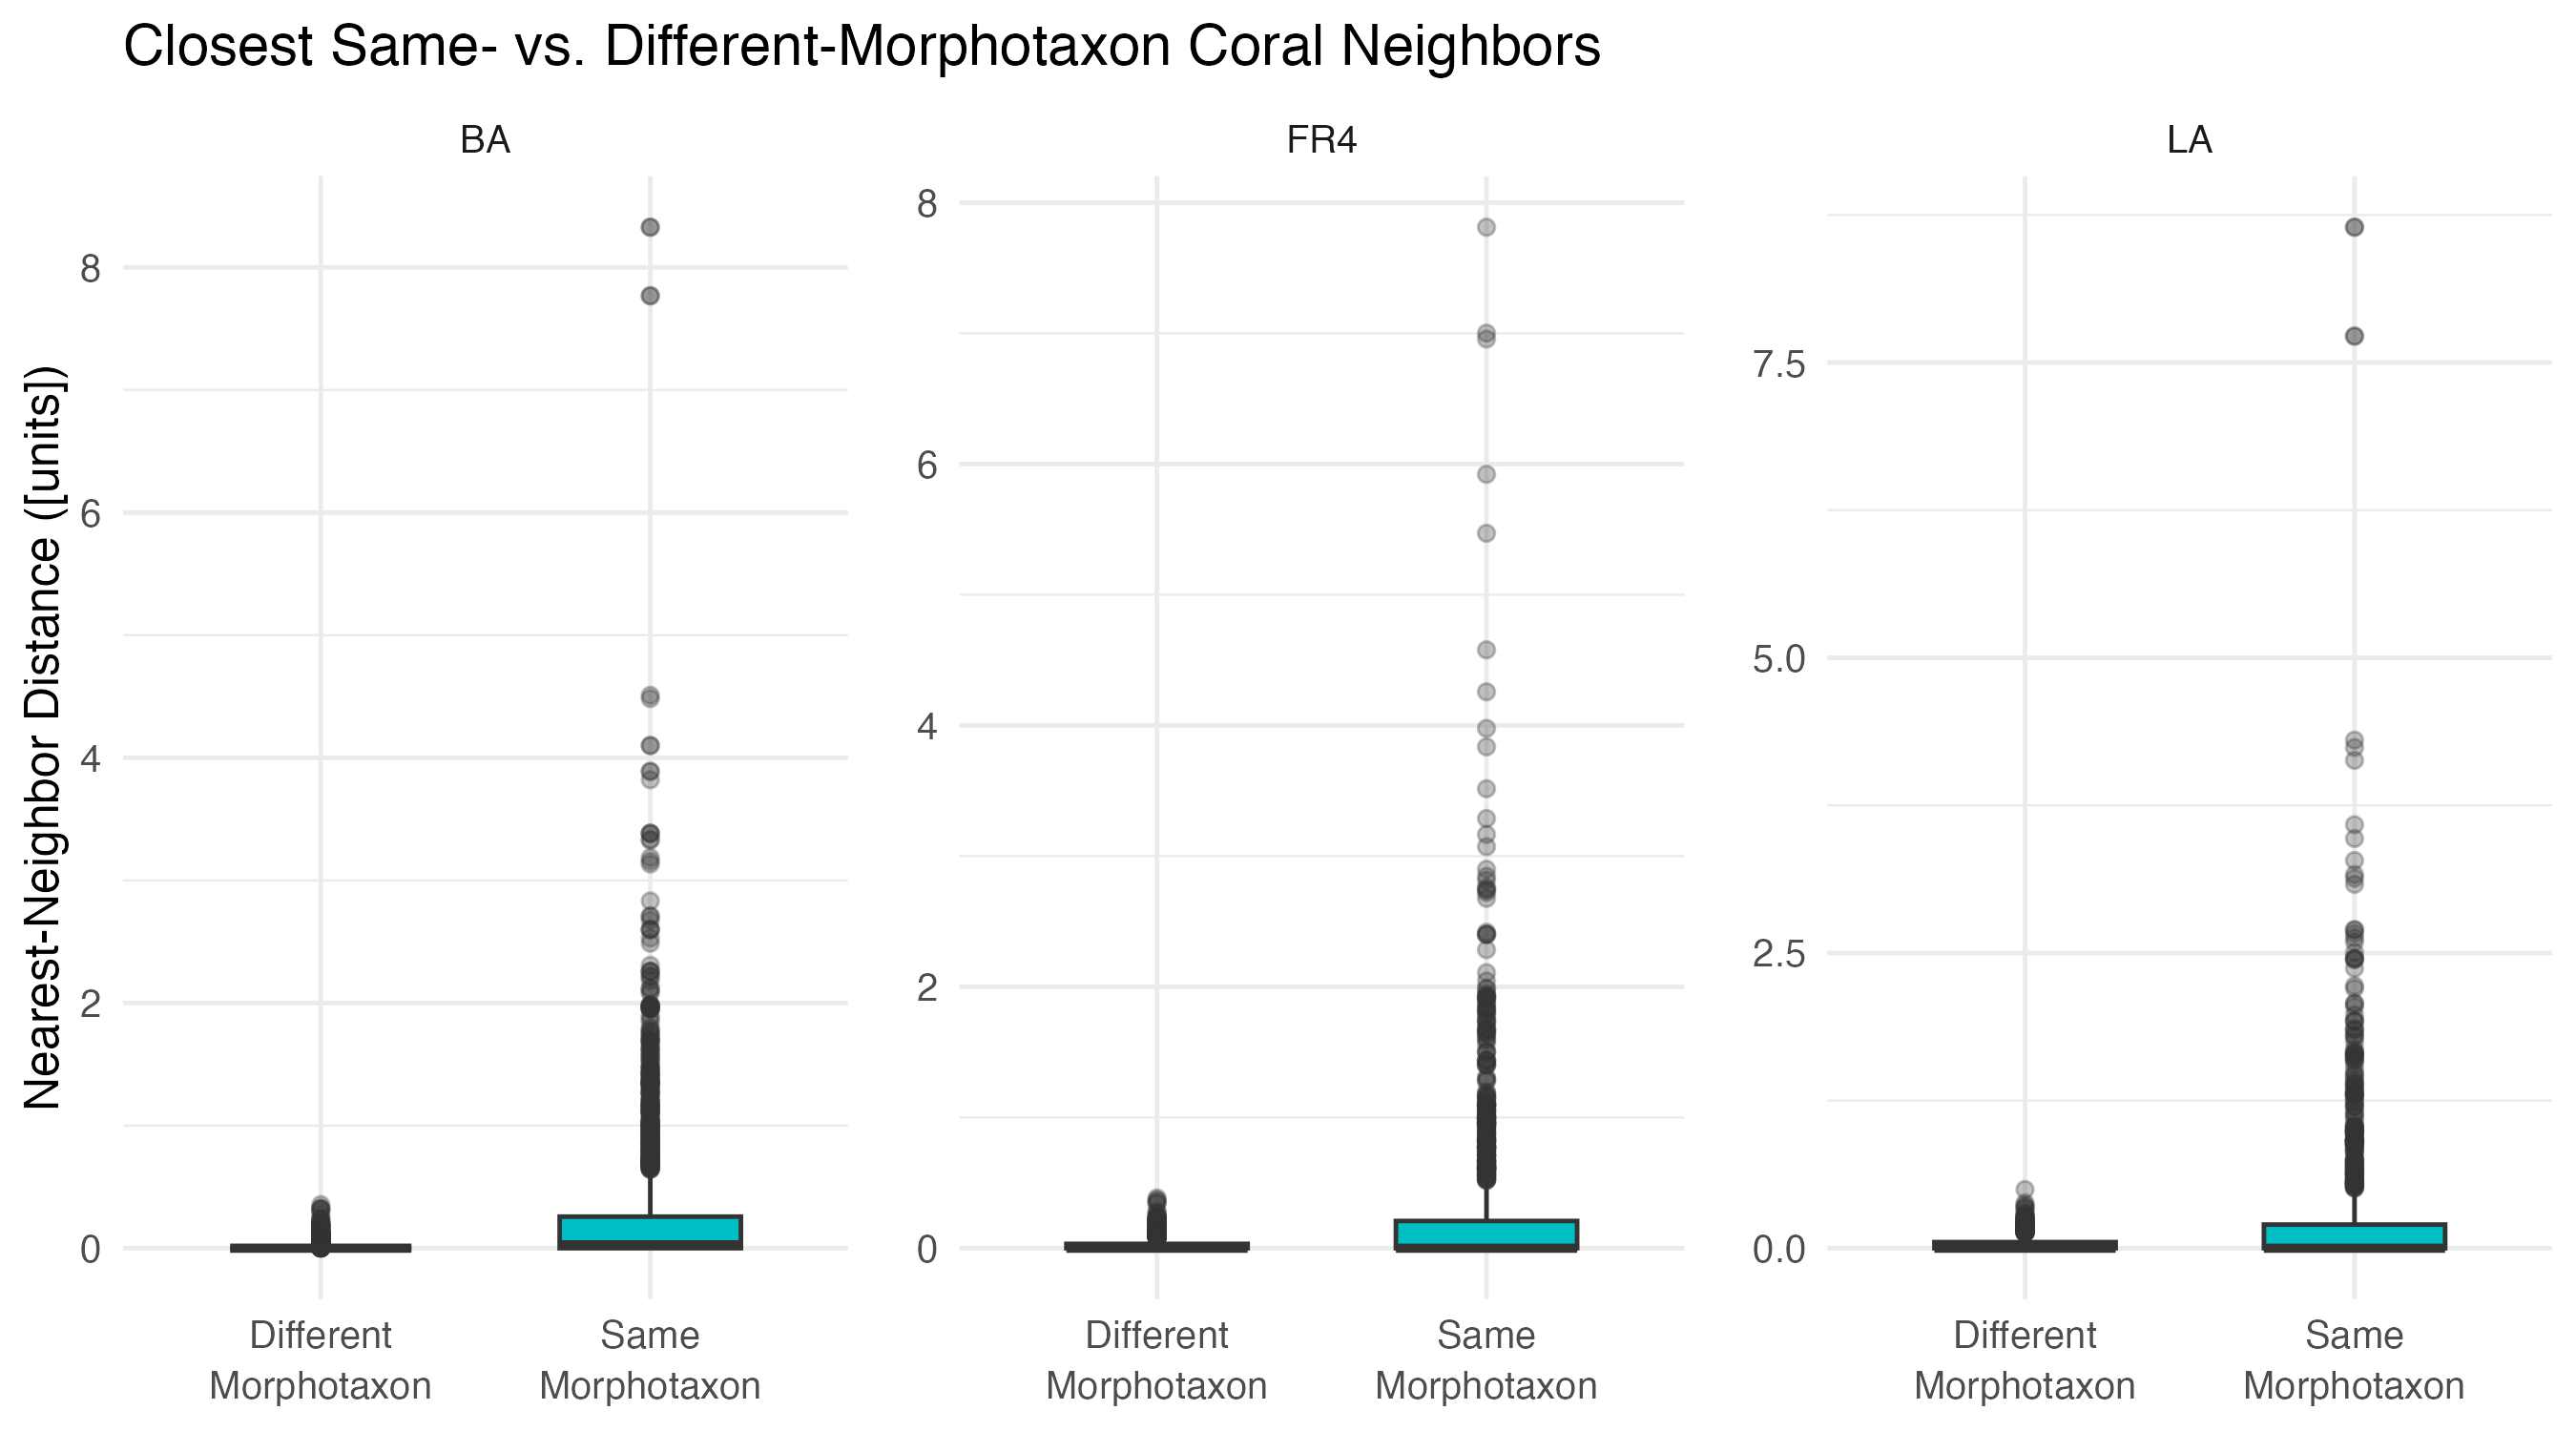 Closest Same- vs. Different-Morphotaxon Coral Neighbors
BA
FR4
LA
Nearest-Neighbor Distance ([units])
8
6
4
2
0
8
6
4
2
0
7.5
5.0
2.5
0.0
Different
Morphotaxon
Same
Morphotaxon
Different
Morphotaxon
Same
Morphotaxon
Different
Morphotaxon
Same
Morphotaxon